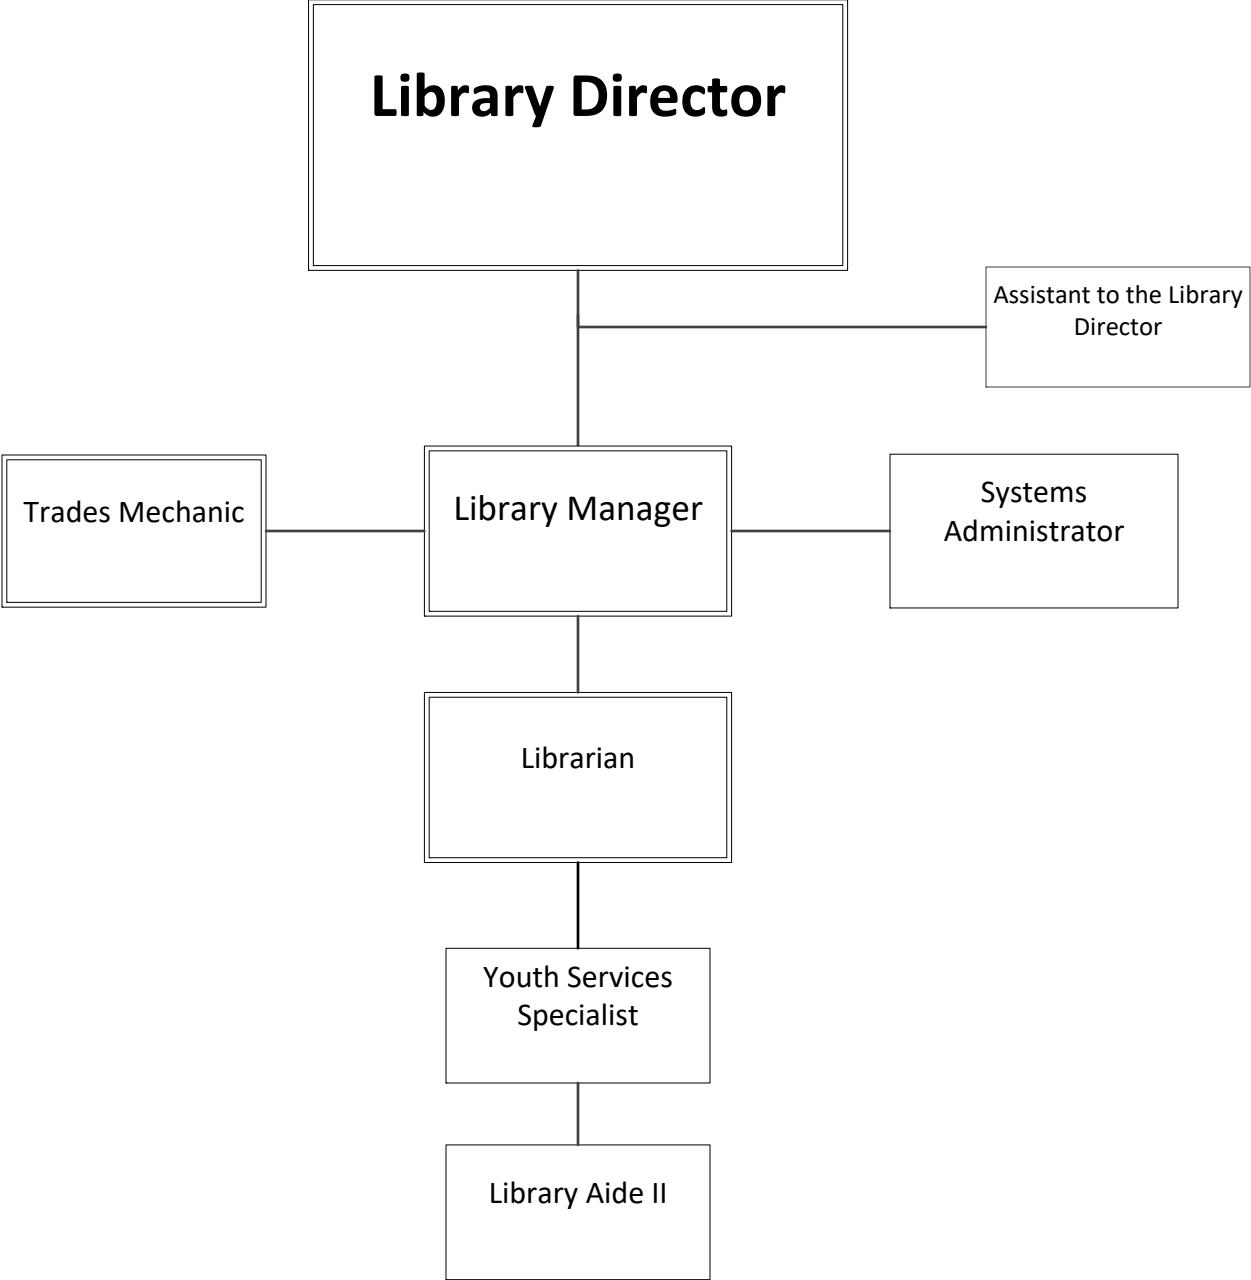 Library Director
Assistant to the Library
Director
Trades Mechanic
Library Manager
Systems
Administrator
Librarian
Youth Services
Specialist
Library Aide II